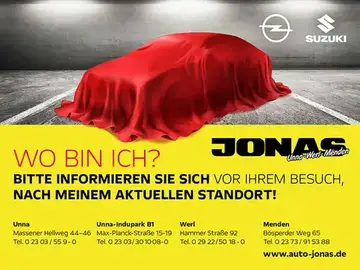 SUZUKI
JONAS
Unna-Werl-Menden
WO BIN ICH?
BITTE INFORMIEREN SIE SICH VOR IHREM BESUCH,
NACH MEINEM AKTUELLEN STANDORT!
Unna
Massener Hellweg 44–46
Tel. 0 23 03 / 55 9 - 0
Unna-Indupark B1
Max-Planck-Straße 15-19
Tel. 0 23 03/ 30 10 08-0
Werl
Hammer Straße 92
Tel. 0 29 22/ 50 18 - 0
Menden
Bösperder Weg 65
Tel. 0 23 73/ 91 53 88
www.auto-jonas.de